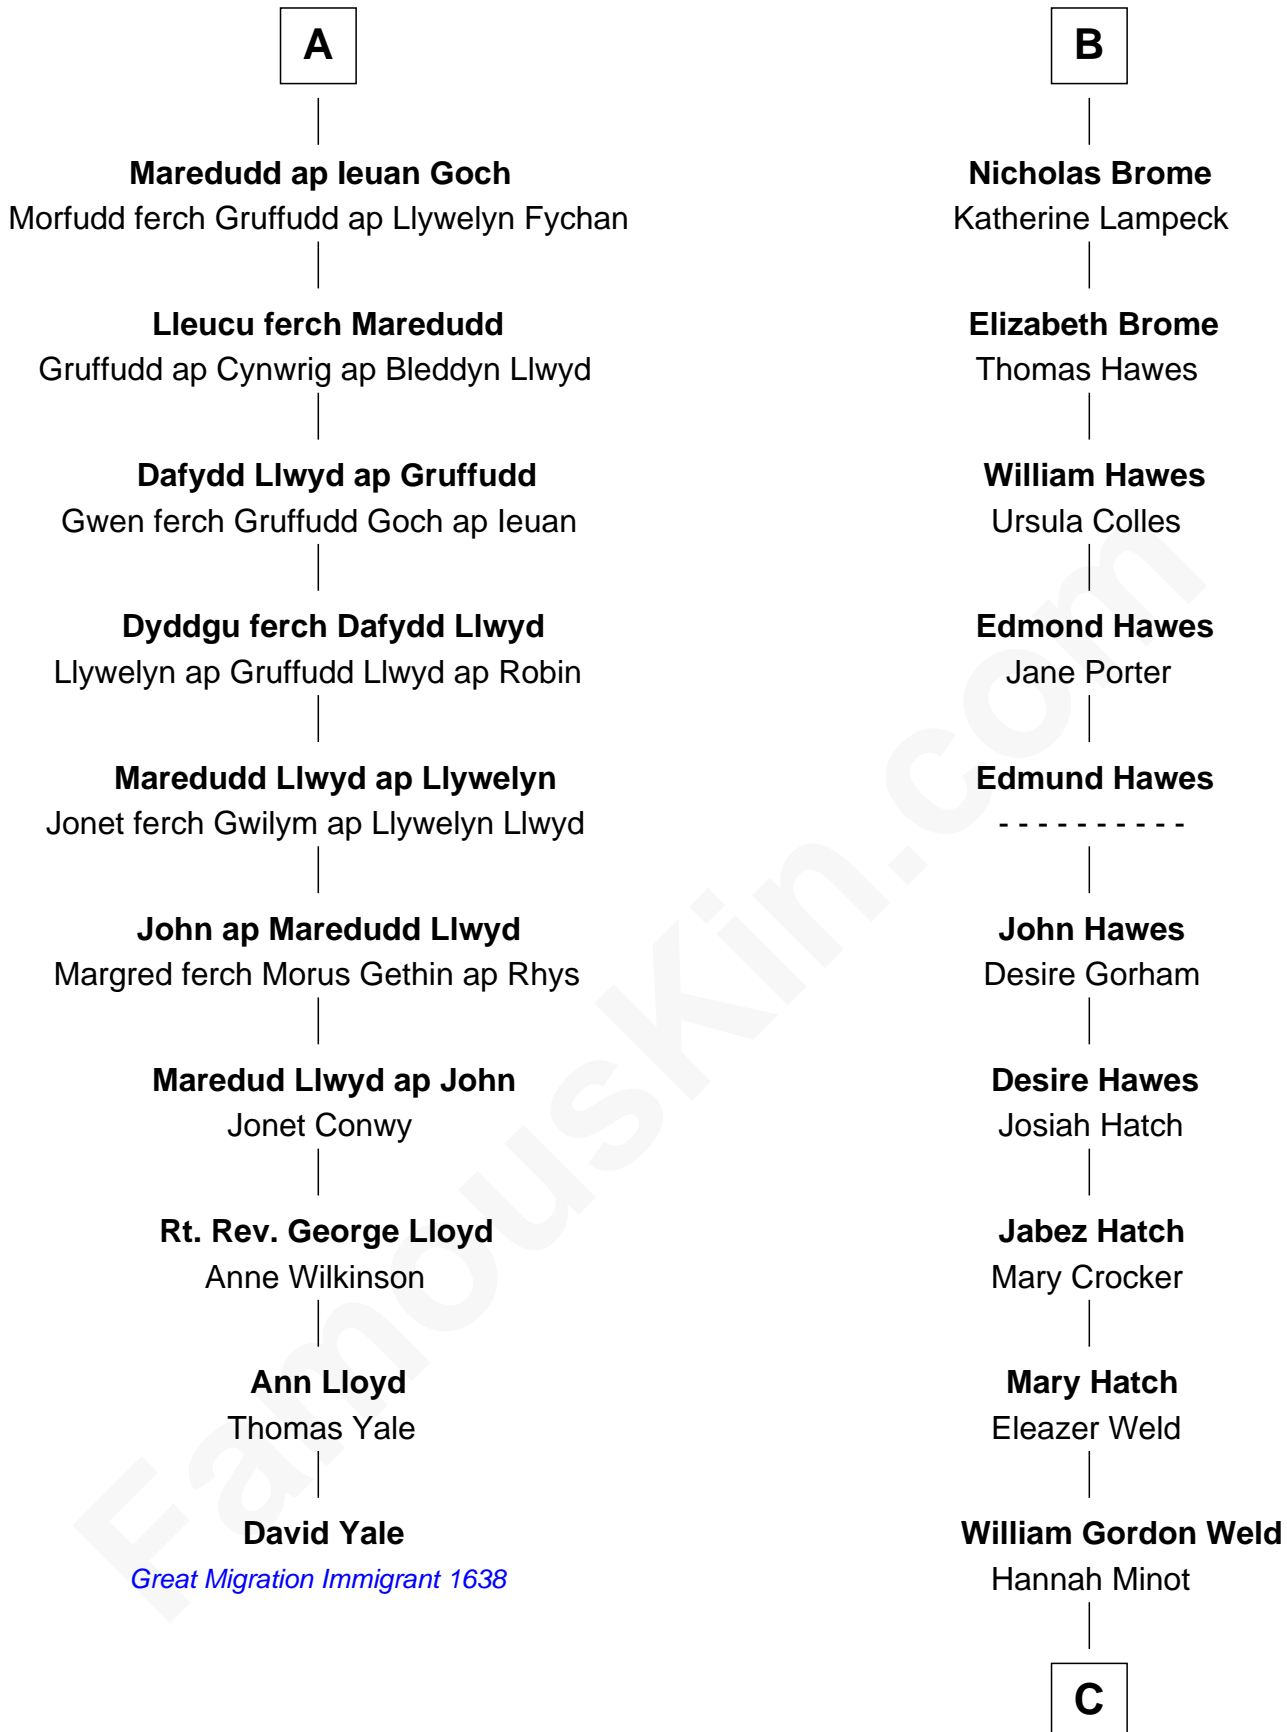 A
Maredudd ap Ieuan Goch
Morfudd ferch Gruffudd ap Llywelyn Fychan
Lleucu ferch Maredudd
Gruffudd ap Cynwrig ap Bleddyn Llwyd
Dafydd Llwyd ap Gruffudd
Gwen ferch Gruffudd Goch ap Ieuan
Dyddgu ferch Dafydd Llwyd
Llywelyn ap Gruffudd Llwyd ap Robin
Maredudd Llwyd ap Llywelyn
Jonet ferch Gwilym ap Llywelyn Llwyd
John ap Maredudd Llwyd
Margred ferch Morus Gethin ap Rhys
Maredud Llwyd ap John
Jonet Conwy
Rt. Rev. George Lloyd
Anne Wilkinson
Ann Lloyd
Thomas Yale
David Yale
Great Migration Immigrant 1638
B
Nicholas Brome
Katherine Lampeck
Elizabeth Brome
Thomas Hawes
William Hawes
Ursula Colles
Edmond Hawes
Jane Porter
Edmund Hawes
- - - - - - - - - -
John Hawes
Desire Gorham
Desire Hawes
Josiah Hatch
Jabez Hatch
Mary Crocker
Mary Hatch
Eleazer Weld
William Gordon Weld
Hannah Minot
C
FamousKin.com